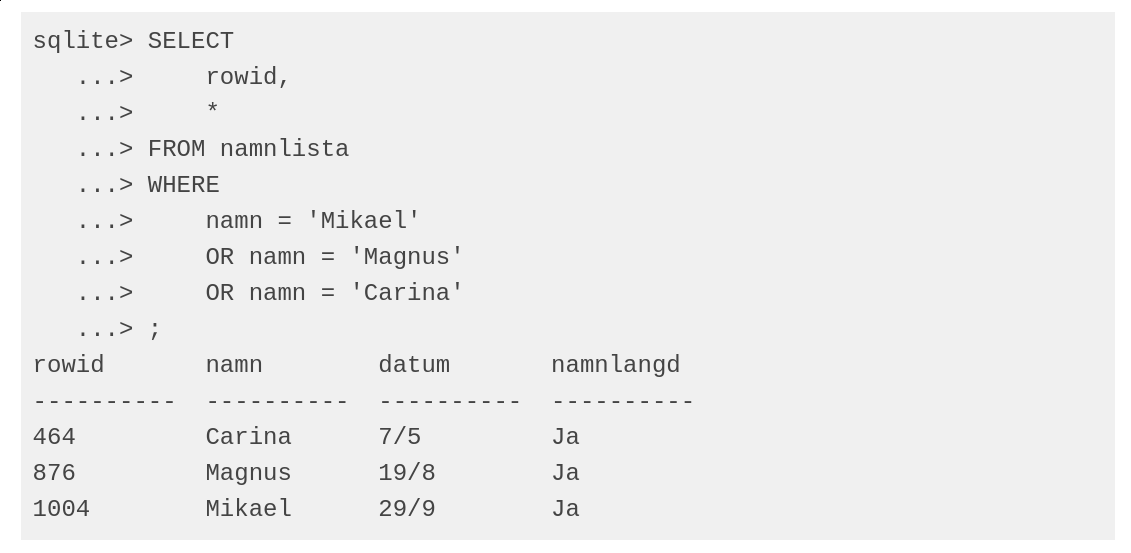 sqlite> SELECT
   ...>     rowid,
   ...>     *
   ...> FROM namnlista
   ...> WHERE
   ...>     namn = 'Mikael'
   ...>     OR namn = 'Magnus'
   ...>     OR namn = 'Carina'
   ...> ;
rowid       namn        datum       namnlangd
----------  ----------  ----------  ----------
464         Carina      7/5         Ja
876         Magnus      19/8        Ja
1004        Mikael      29/9        Ja